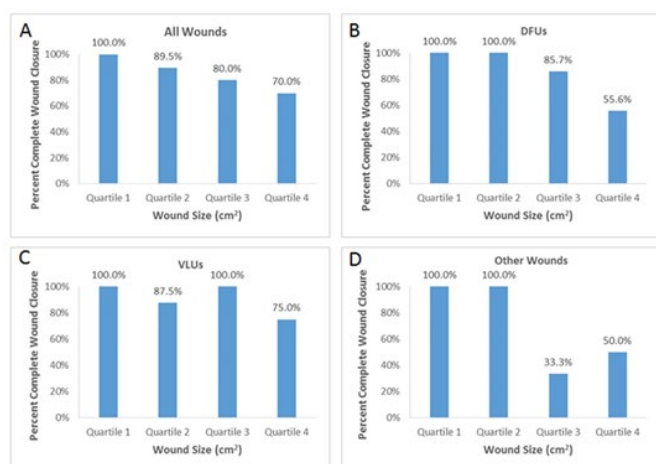 A
All Wounds
Percent Complete Wound Closure
100%
80%
60%
40%
20%
0%
100.0%
89.5%
80.0%
70.0%
Quartile 1 Quartile 2 Quartile 3 Quartile 4
Wound Size (cm²)
B
DFUs
Percent Complete Wound Closure
100%
80%
60%
40%
20%
0%
100.0% 100.0%
85.7%
55.6%
Quartile 1 Quartile 2 Quartile 3 Quartile 4
Wound Size (cm²)
C
VLUs
Percent Complete Wound Closure
100%
80%
60%
40%
20%
0%
100.0%
87.5%
100.0%
75.0%
Quartile 1 Quartile 2 Quartile 3 Quartile 4
Wound Size (cm²)
D
Other Wounds
Percent Complete Wound Closure
100%
80%
60%
40%
20%
0%
100.0% 100.0%
33.3%
50.0%
Quartile 1 Quartile 2 Quartile 3 Quartile 4
Wound Size (cm²)